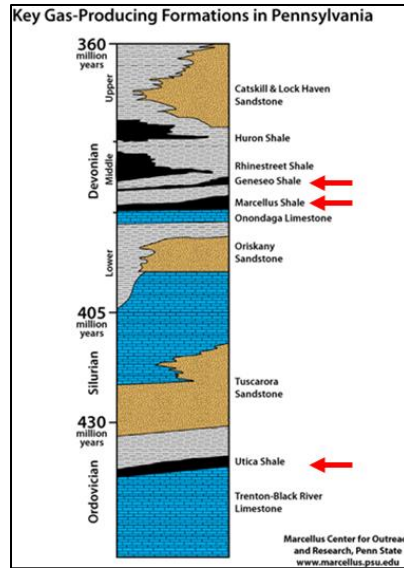 Key Gas-Producing Formations in Pennsylvania
360
million
years
Upper
Catskill & Lock Haven
Sandstone
Huron Shale
Devonian
Middle
Rhinestreet Shale
Geneseo Shale
Marcellus Shale
Onondaga Limestone
Lower
Oriskany
Sandstone
405
million
years
Silurian
Tuscarora
Sandstone
430
million
years
Ordovician
Utica Shale
Trenton-Black River
Limestone
Marcellus Center for Outreac
and Research, Penn State
www.marcellus.psu.edu